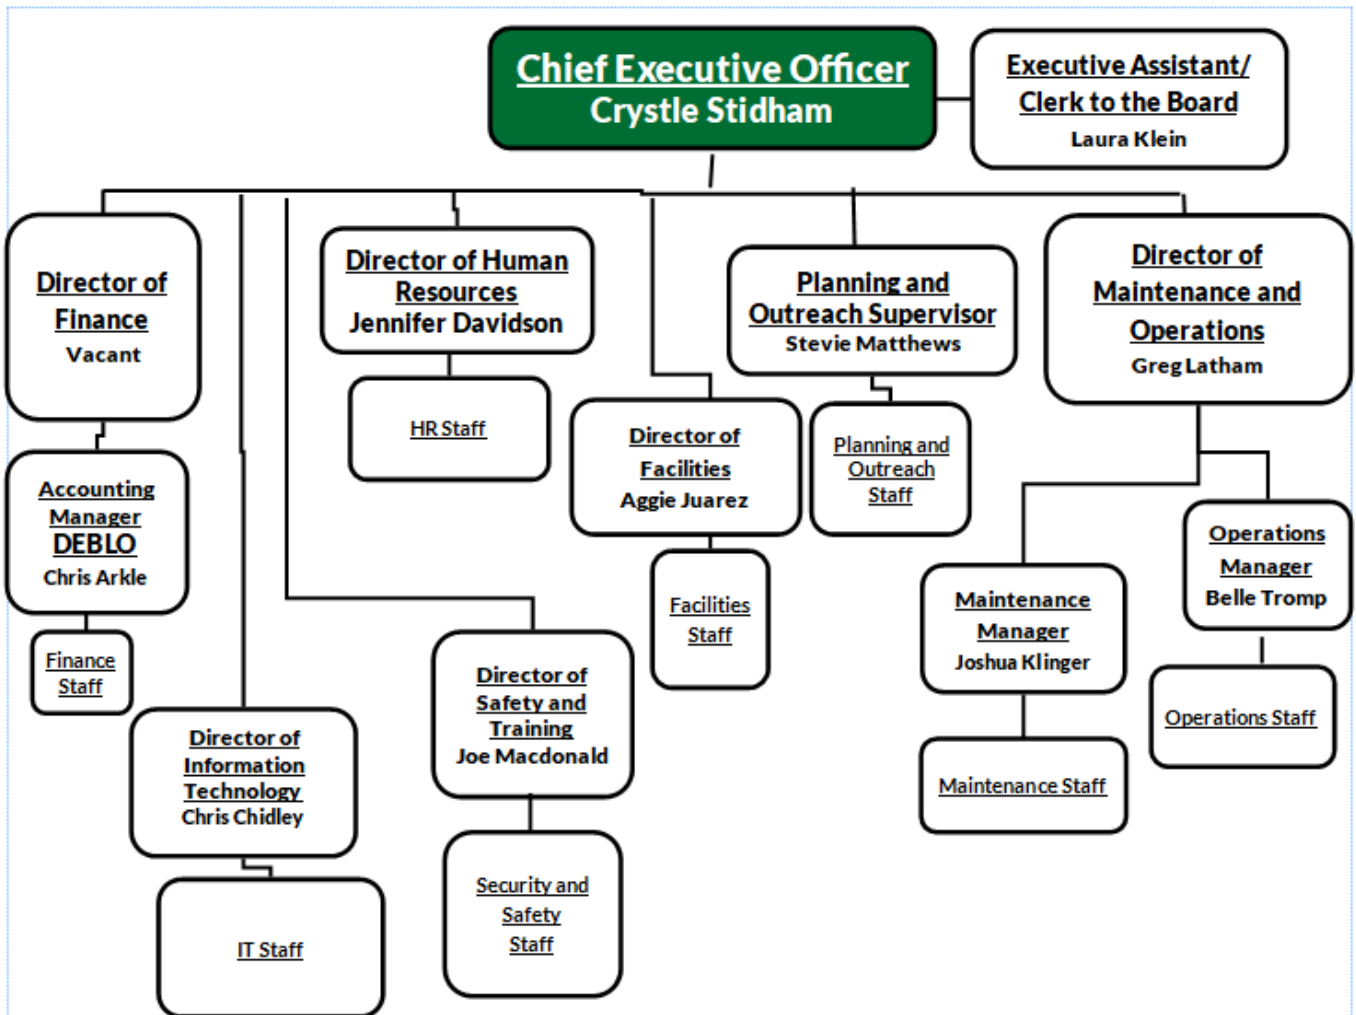 Chief Executive Officer
Crystle Stidham
Executive Assistant/
Clerk to the Board
Laura Klein
Director of
Finance
Vacant
Director of Human
Resources
Jennifer Davidson
Planning and
Outreach Supervisor
Stevie Matthews
Director of
Maintenance and
Operations
Greg Latham
HR Staff
Director of
Facilities
Aggie Juarez
Planning and
Outreach
Staff
Accounting
Manager
DEBLO
Chris Arkle
Operations
Manager
Belle Tromp
Facilities
Staff
Maintenance
Manager
Joshua Klinger
Finance
Staff
Director of
Safety and
Training
Joe Macdonald
Operations Staff
Director of
Information
Technology
Chris Chidley
Maintenance Staff
Security and
Safety
Staff
IT Staff